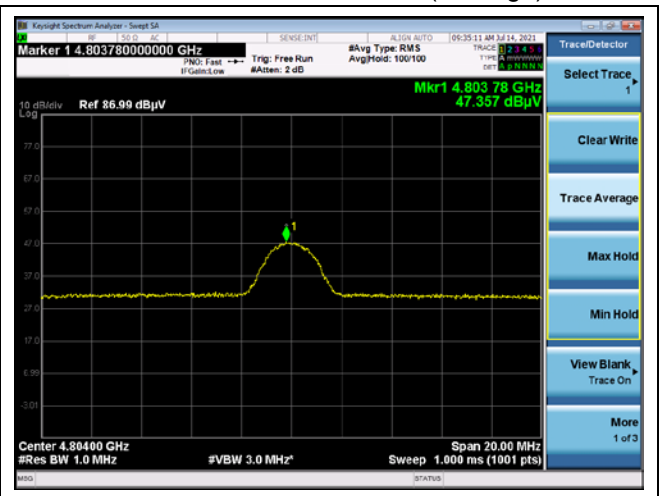 Keysight Spectrum Analyzer - Swept SA
RF 50 Ω AC SENSE:INT ALIGN AUTO 09:35:11 AM Jul 14, 2021
Marker 1 4.803780000000 GHz
PNO: Fast
IFGain:Low
Trig: Free Run
#Atten: 2 dB
#Avg Type: RMS
Avg|Hold: 100/100
TRACE 1 2 3 4 5 6
TYPE
DET A p N N N N
Mkr1 4.803 78 GHz
47.357 dBµV
10 dB/div Ref 86.99 dBµV
Log
77.0
67.0
57.0
47.0
37.0
27.0
17.0
6.99
-3.01
1
Center 4.80400 GHz
#Res BW 1.0 MHz
#VBW 3.0 MHz*
Span 20.00 MHz
Sweep 1.000 ms (1001 pts)
MSG
STATUS
Trace/Detector
Select Trace
1
Clear Write
Trace Average
Max Hold
Min Hold
View Blank
Trace On
More
1 of 3